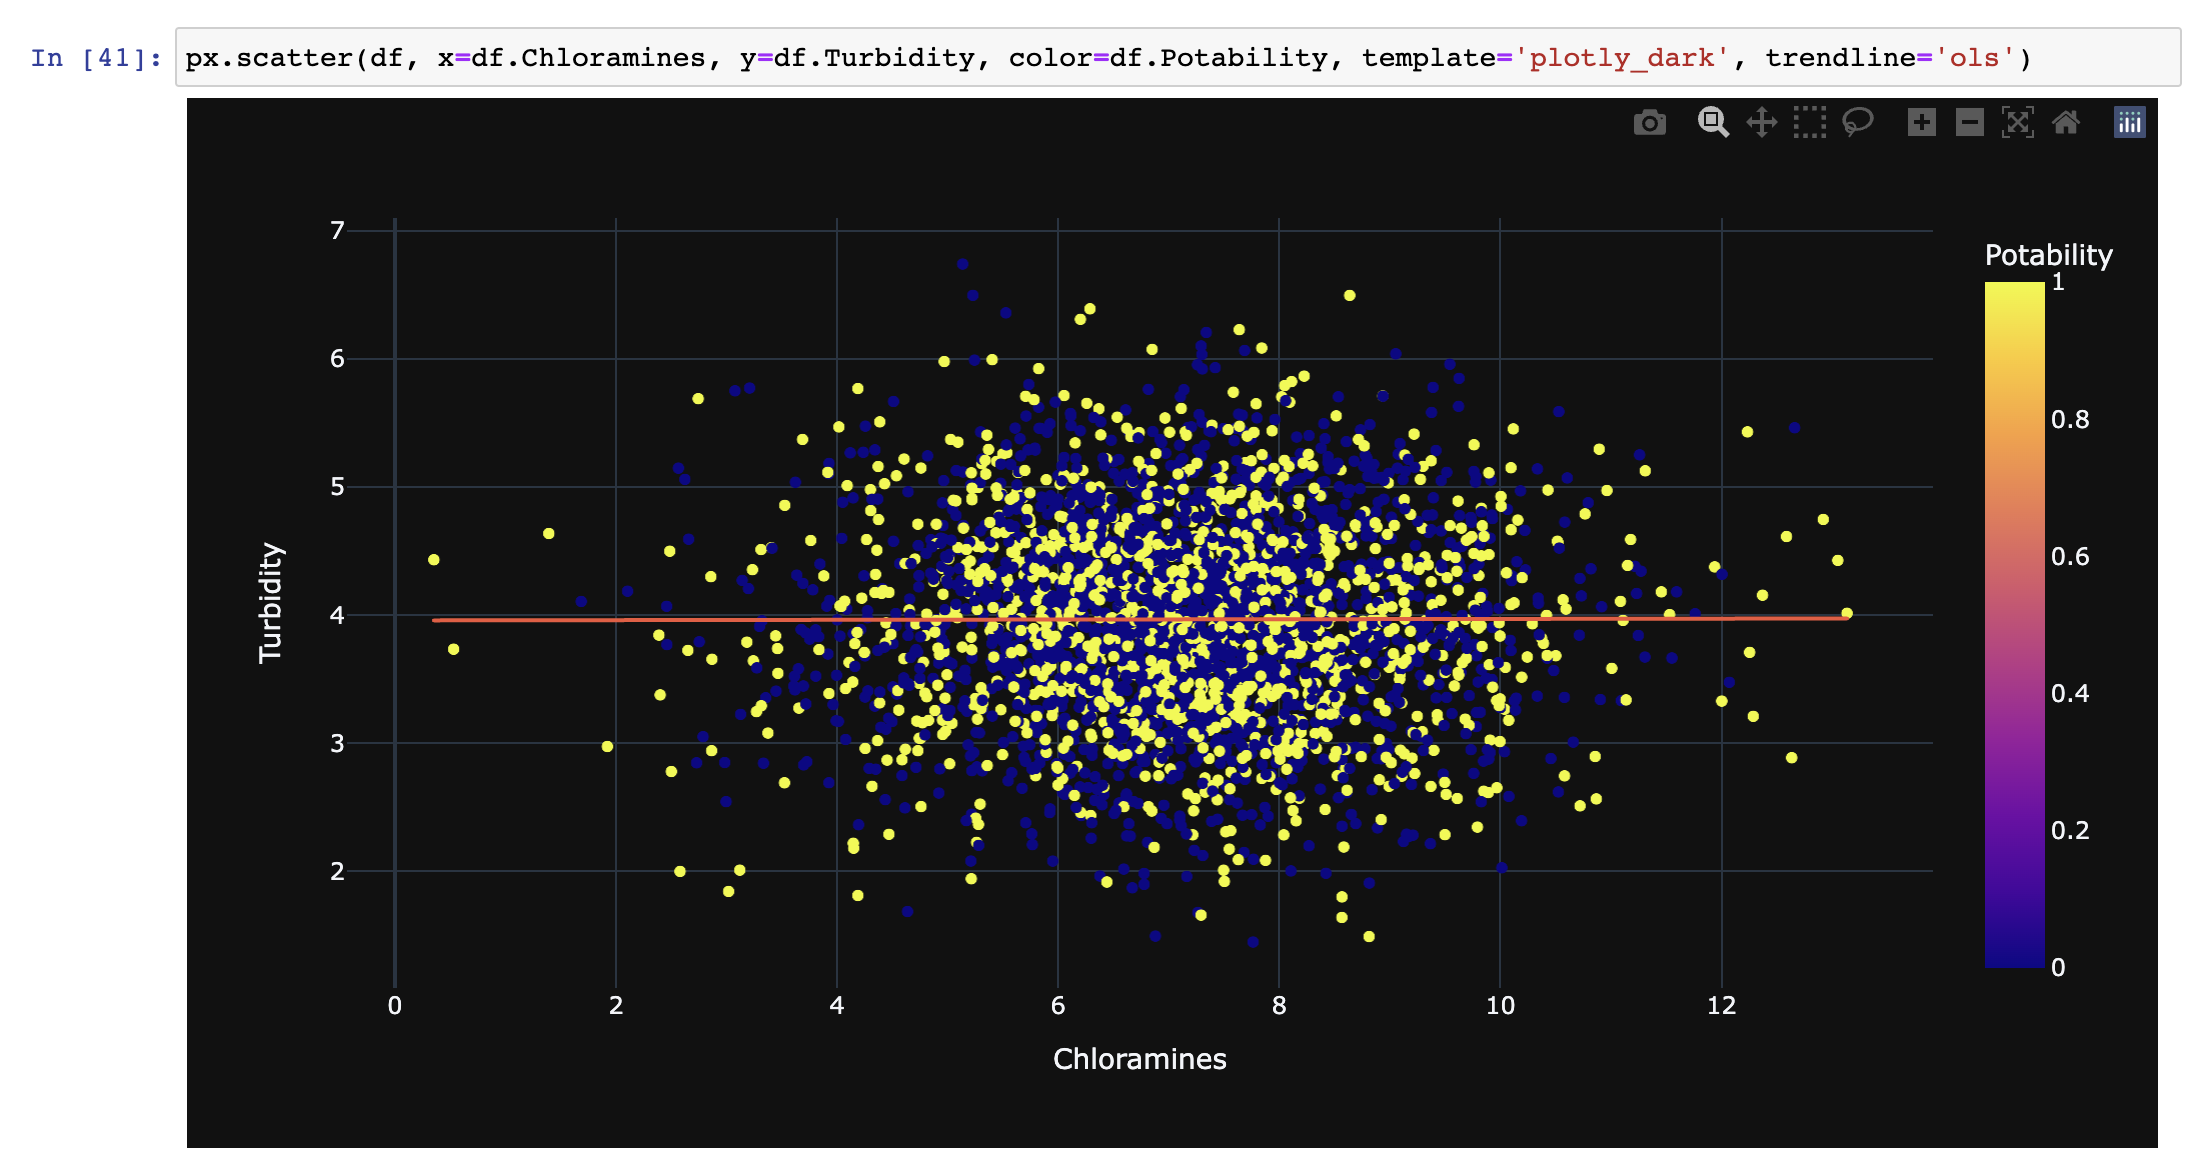 In [41]: px.scatter(df, x=df.Chloramines, y=df.Turbidity, color=df.Potability, template='plotly_dark', trendline='ols')
7
6
5
4
3
2
Turbidity
0 2 4 6 8 10 12
Chloramines
Potability
1
0.8
0.6
0.4
0.2
0